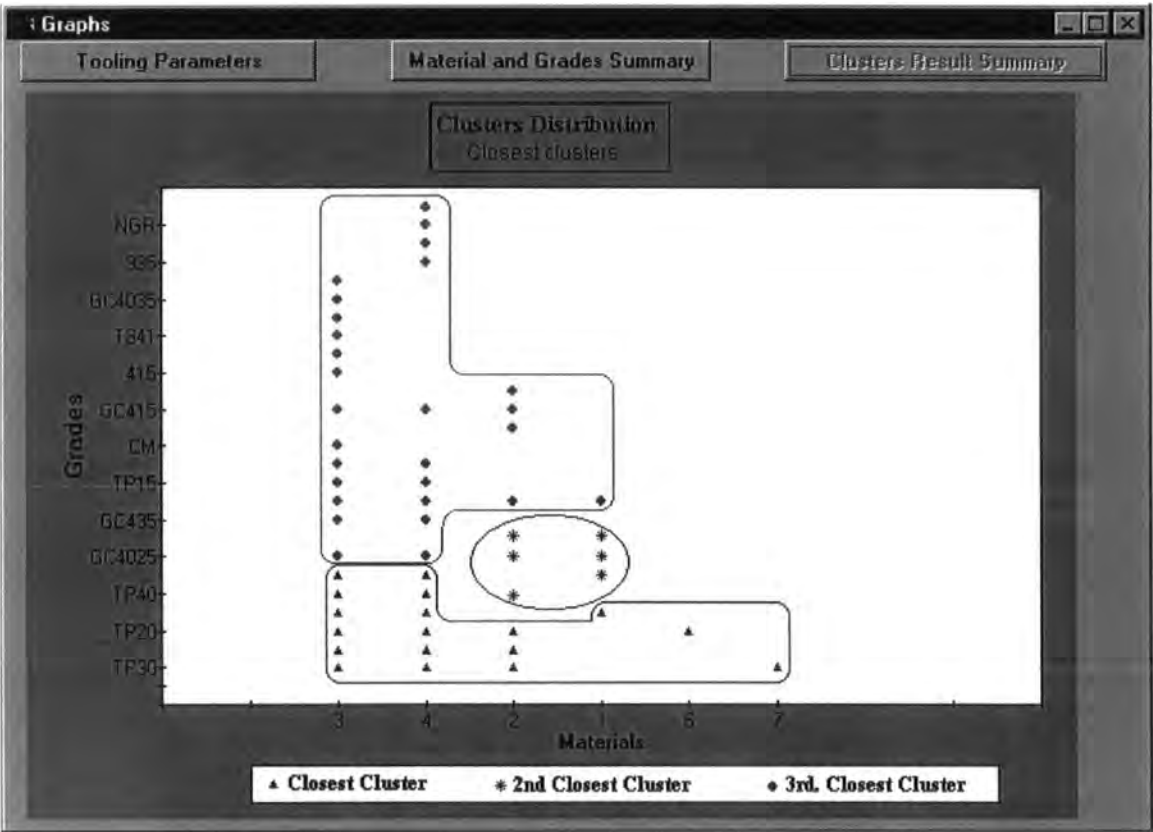 Graphs
Tooling Parameters
Material and Grades Summary
Clusters Result Summary
Clusters Distribution
Closest clusters
Grades
NGR
935
GC4035
T841
415
GC415
CM
TP15
GC435
GC4025
TP40
TP20
TP30
3 4 2 1 6 7
Materials
Closest Cluster 2nd Closest Cluster 3rd. Closest Cluster